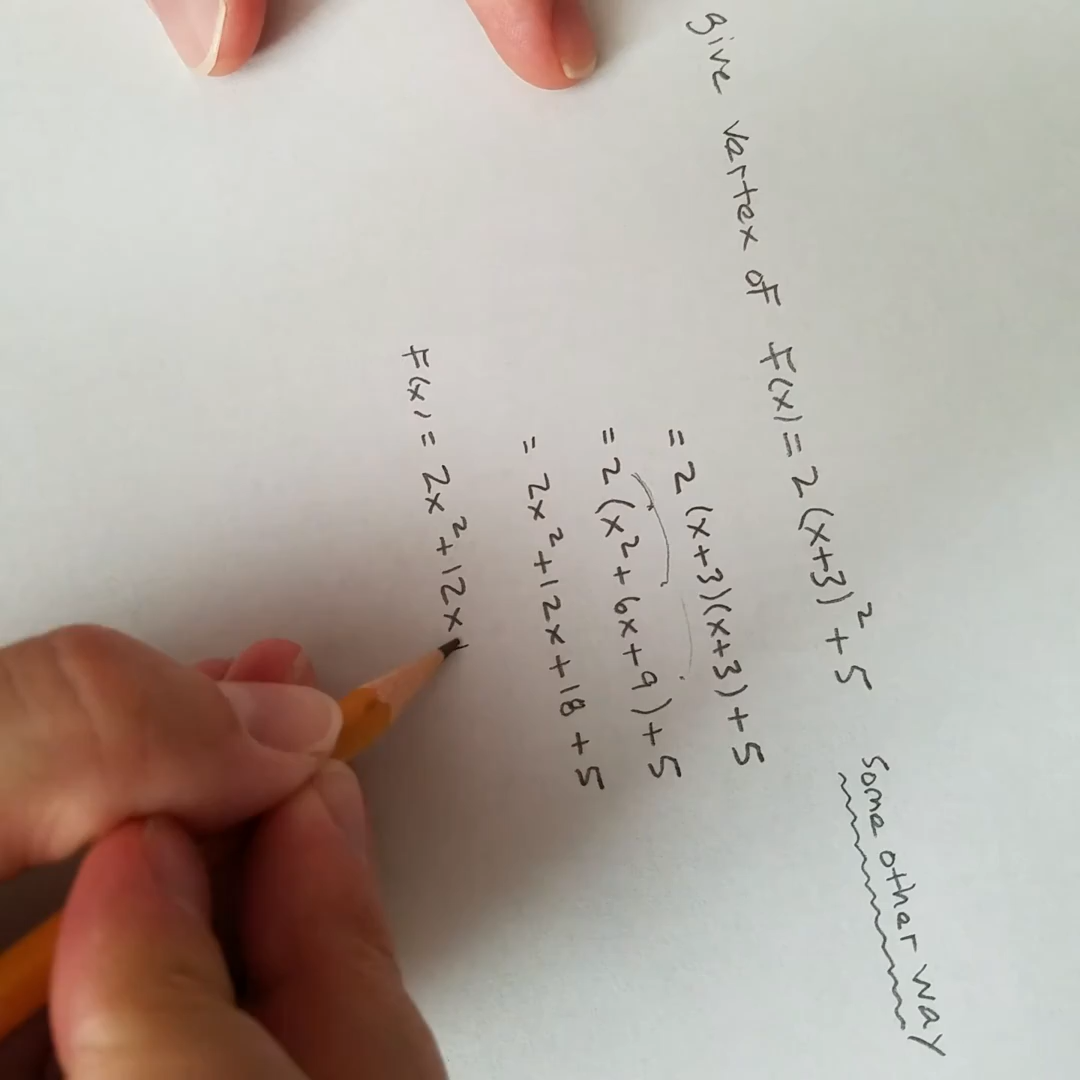 give vertex of f(x) = 2(x+3)² + 5 some other way
= 2(x+3)(x+3)+5
= 2(x²+6x+9)+5
= 2x²+12x+18+5
f(x) = 2x²+12x